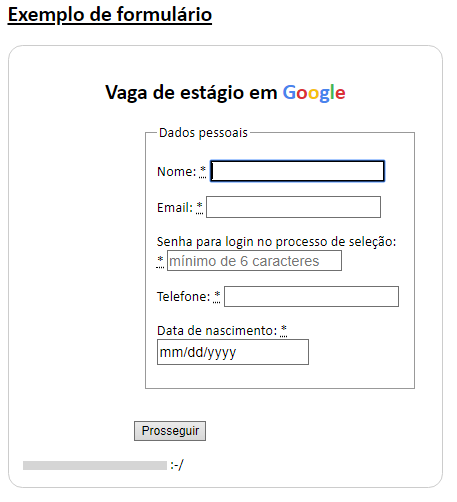 Exemplo de formulário
Vaga de estágio em Google
Dados pessoais
Nome: *
Email: *
Senha para login no processo de seleção:
* mínimo de 6 caracteres
Telefone: *
Data de nascimento: *
mm/dd/yyyy
Prosseguir
:-/